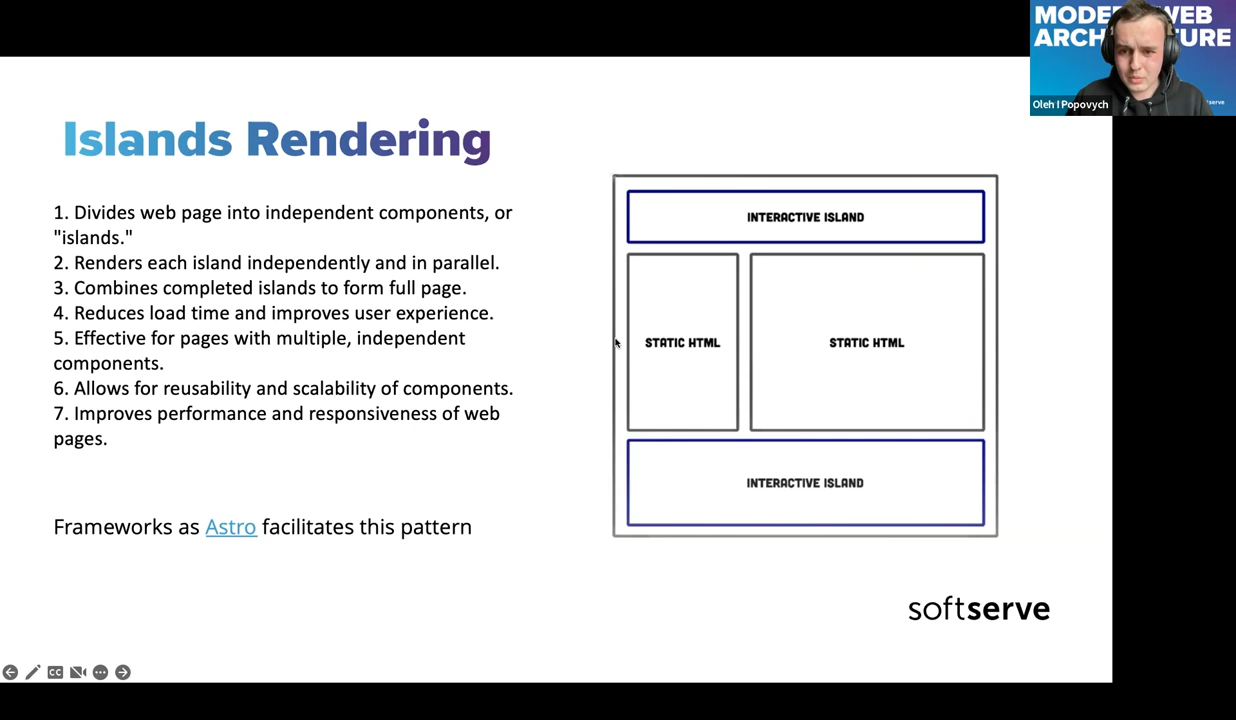 MODE WEB
ARCH TURE
serve
Oleh I Popovych
Islands Rendering
1. Divides web page into independent components, or
"islands."
2. Renders each island independently and in parallel.
3. Combines completed islands to form full page.
4. Reduces load time and improves user experience.
5. Effective for pages with multiple, independent
components.
6. Allows for reusability and scalability of components.
7. Improves performance and responsiveness of web
pages.
Frameworks as Astro facilitates this pattern
INTERACTIVE ISLAND
STATIC HTML
STATIC HTML
INTERACTIVE ISLAND
softserve
CC